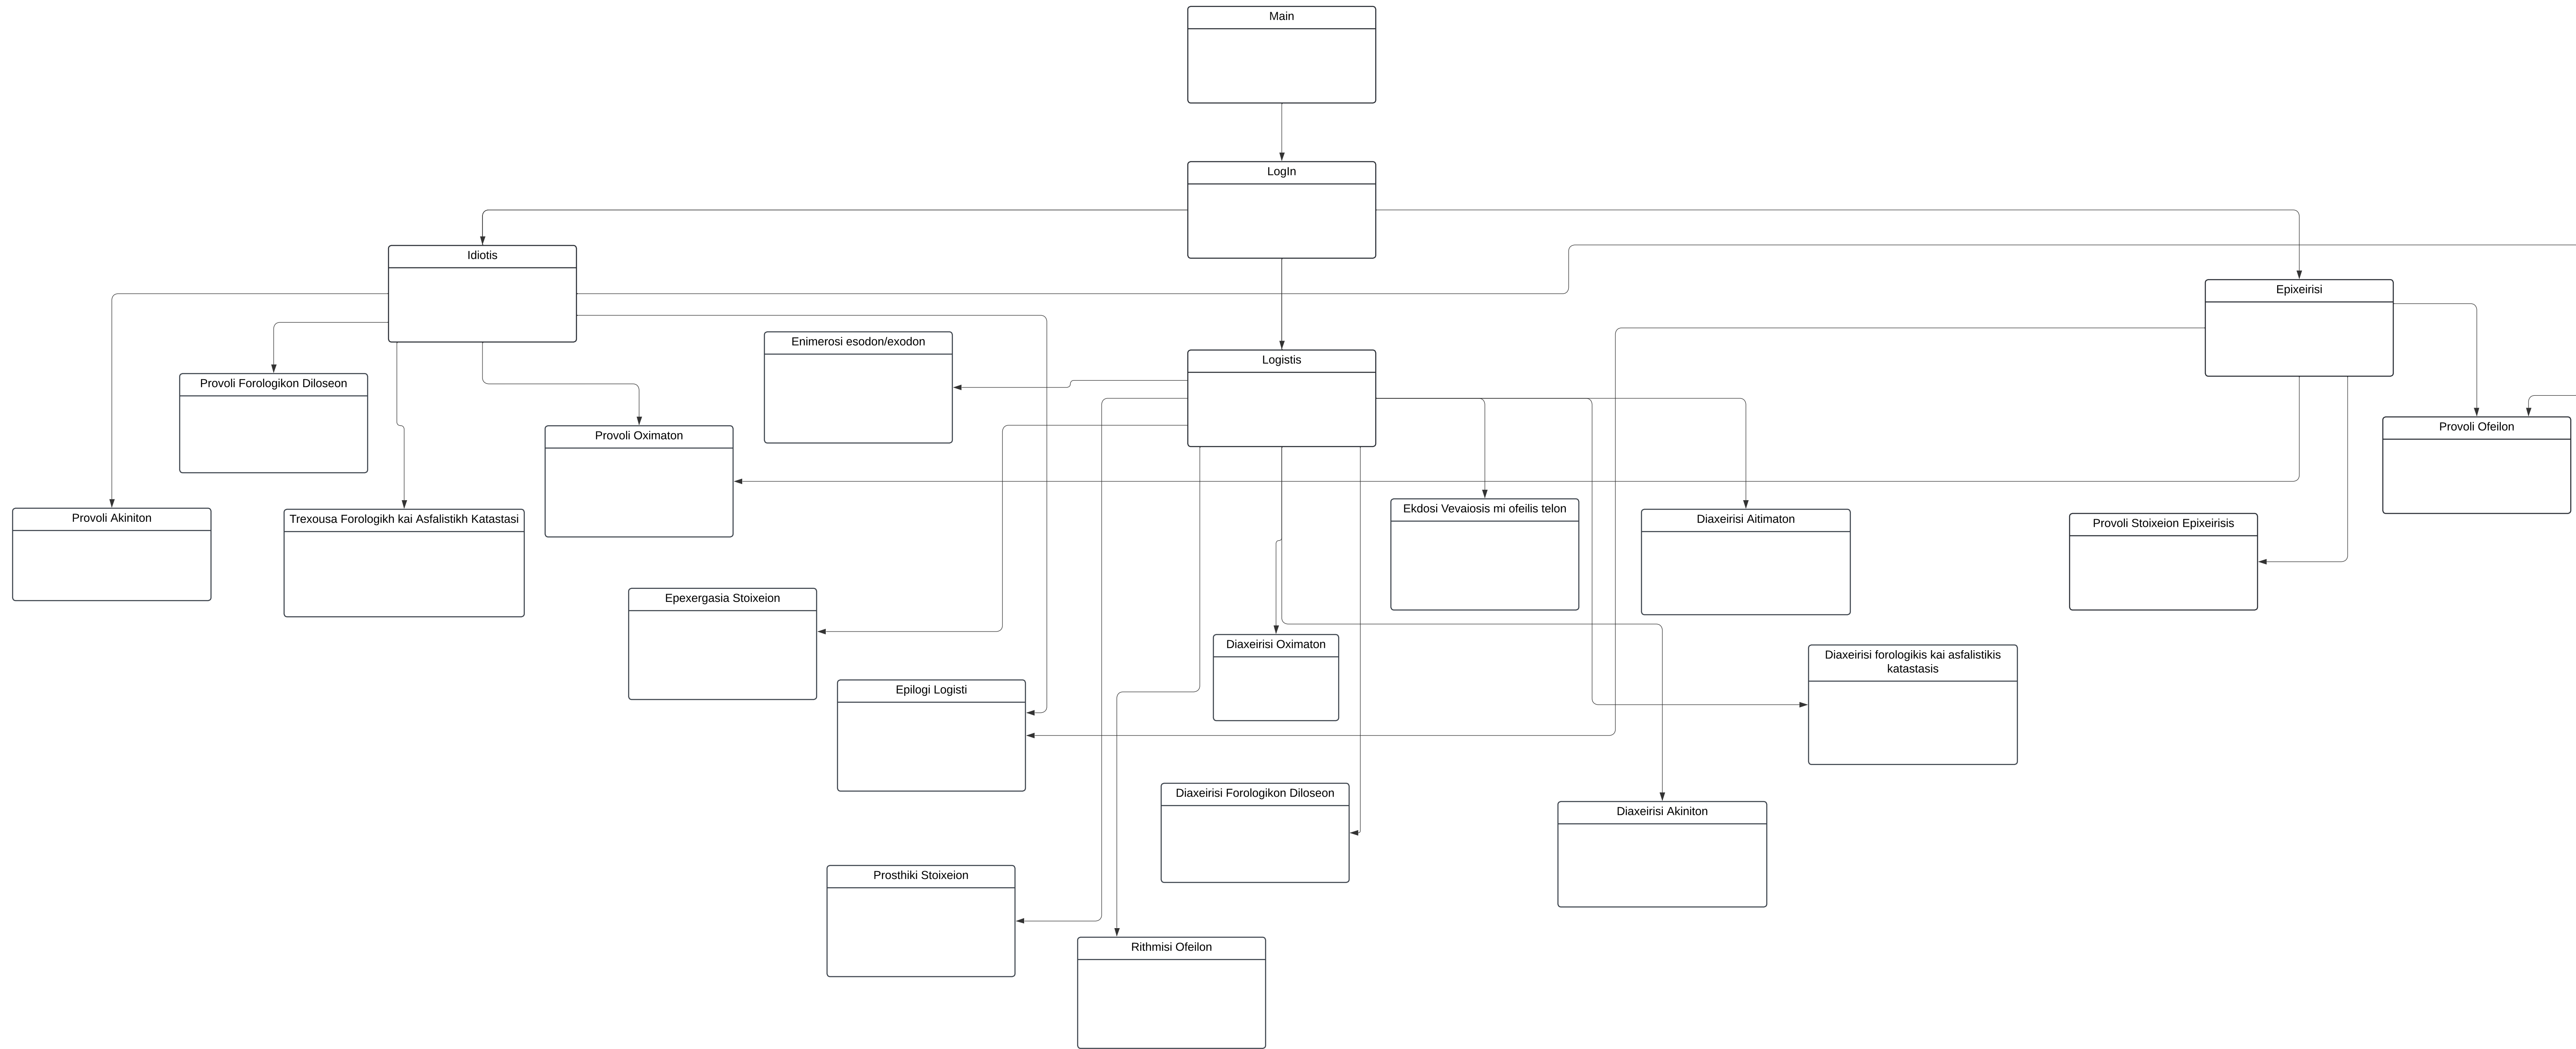 Main
LogIn
Idiotis
Epixeirisi
Enimerosi esodon/exodon
Logistis
Provoli Forologikon Diloseon
Provoli Oximaton
Provoli Ofeilon
Provoli Akiniton
Trexousa Forologikh kai Asfalistikh Katastasi
Ekdosi Vevaiosis mi ofeilis telon
Diaxeirisi Aitimaton
Provoli Stoixeion Epixeirisis
Epexergasia Stoixeion
Diaxeirisi Oximaton
Diaxeirisi forologikis kai asfalistikis
katastasis
Epilogi Logisti
Diaxeirisi Forologikon Diloseon
Diaxeirisi Akiniton
Prosthiki Stoixeion
Rithmisi Ofeilon